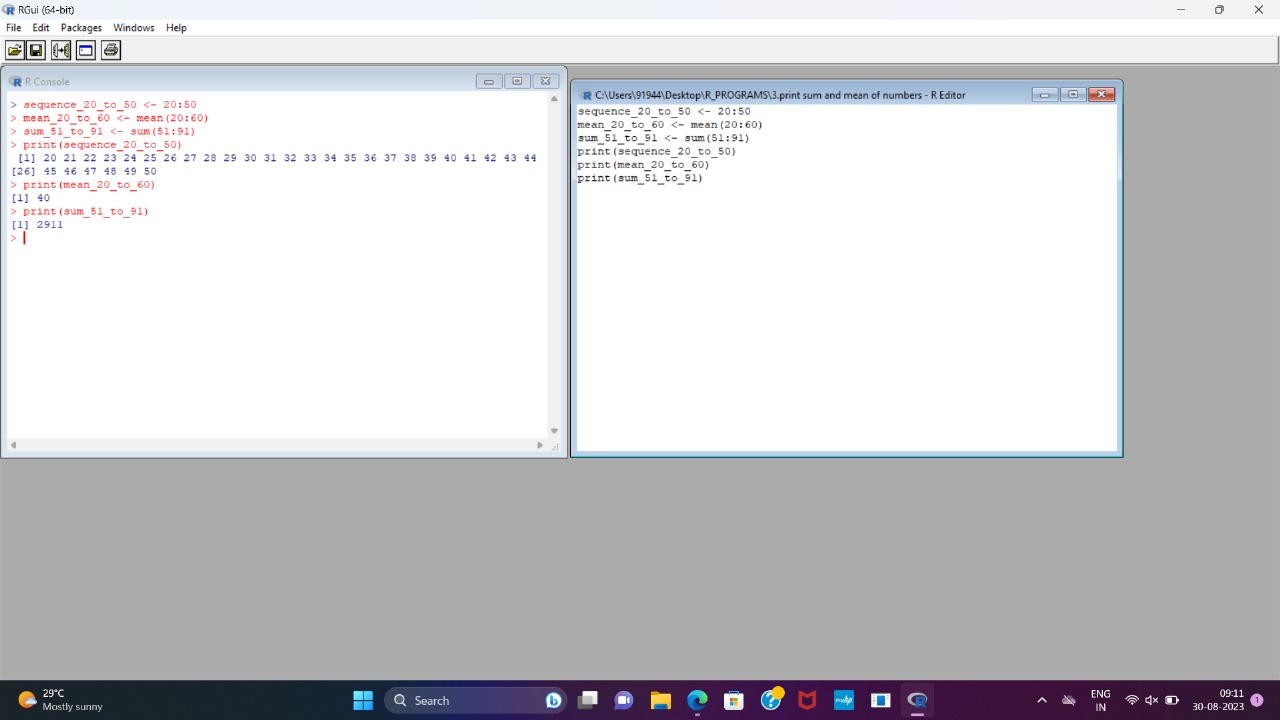 RGui (64-bit)
File Edit Packages Windows Help
R Console
> sequence_20_to_50 <- 20:50
> mean_20_to_60 <- mean(20:60)
> sum_51_to_91 <- sum(51:91)
> print(sequence_20_to_50)
[1] 20 21 22 23 24 25 26 27 28 29 30 31 32 33 34 35 36 37 38 39 40 41 42 43 44
[26] 45 46 47 48 49 50
> print(mean_20_to_60)
[1] 40
> print(sum_51_to_91)
[1] 2911
>
C:\Users\91944\Desktop\R_PROGRAMS\3.print sum and mean of numbers - R Editor
sequence_20_to_50 <- 20:50
mean_20_to_60 <- mean(20:60)
sum_51_to_91 <- sum(51:91)
print(sequence_20_to_50)
print(mean_20_to_60)
print(sum_51_to_91)
29°C
Mostly sunny
Search
ENG
IN
09:11
30-08-2023
1